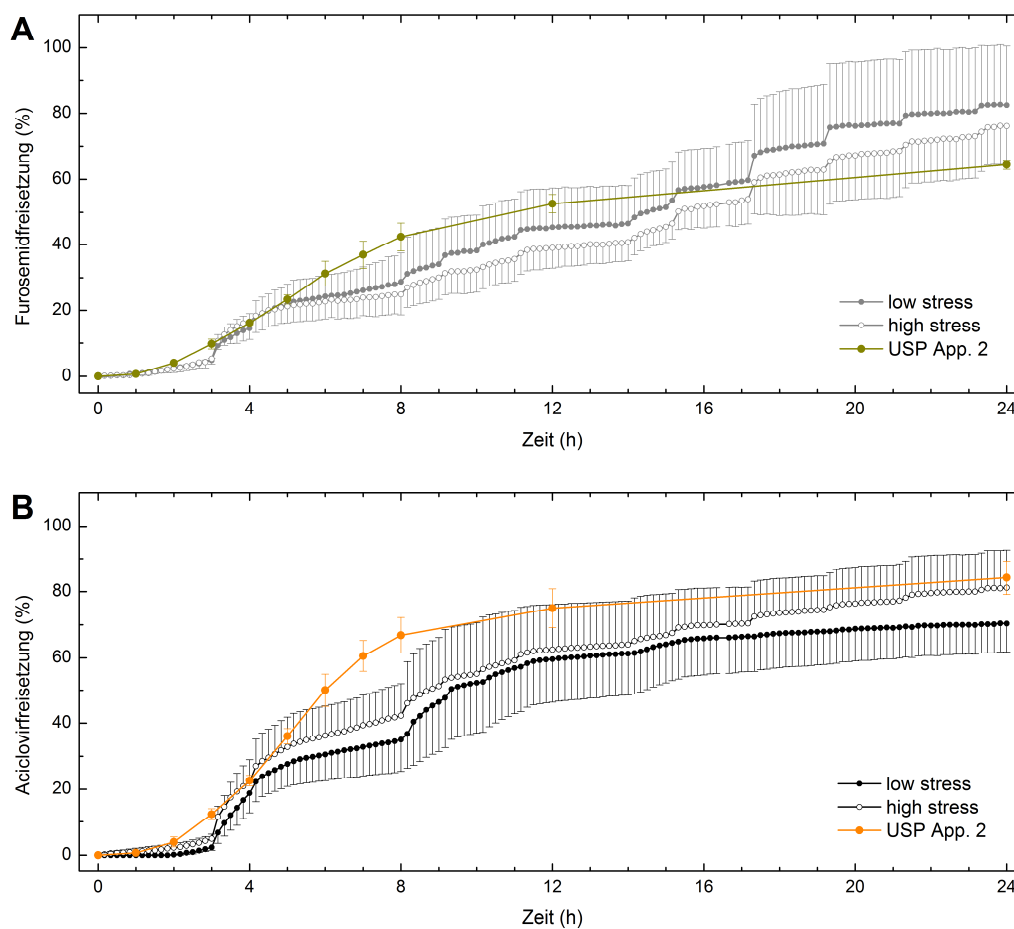 A
Furosemidfreisetzung (%)
100
80
60
40
20
0
low stress
high stress
USP App. 2
0 4 8 12 16 20 24
Zeit (h)
B
Aciclovirfreisetzung (%)
100
80
60
40
20
0
low stress
high stress
USP App. 2
0 4 8 12 16 20 24
Zeit (h)